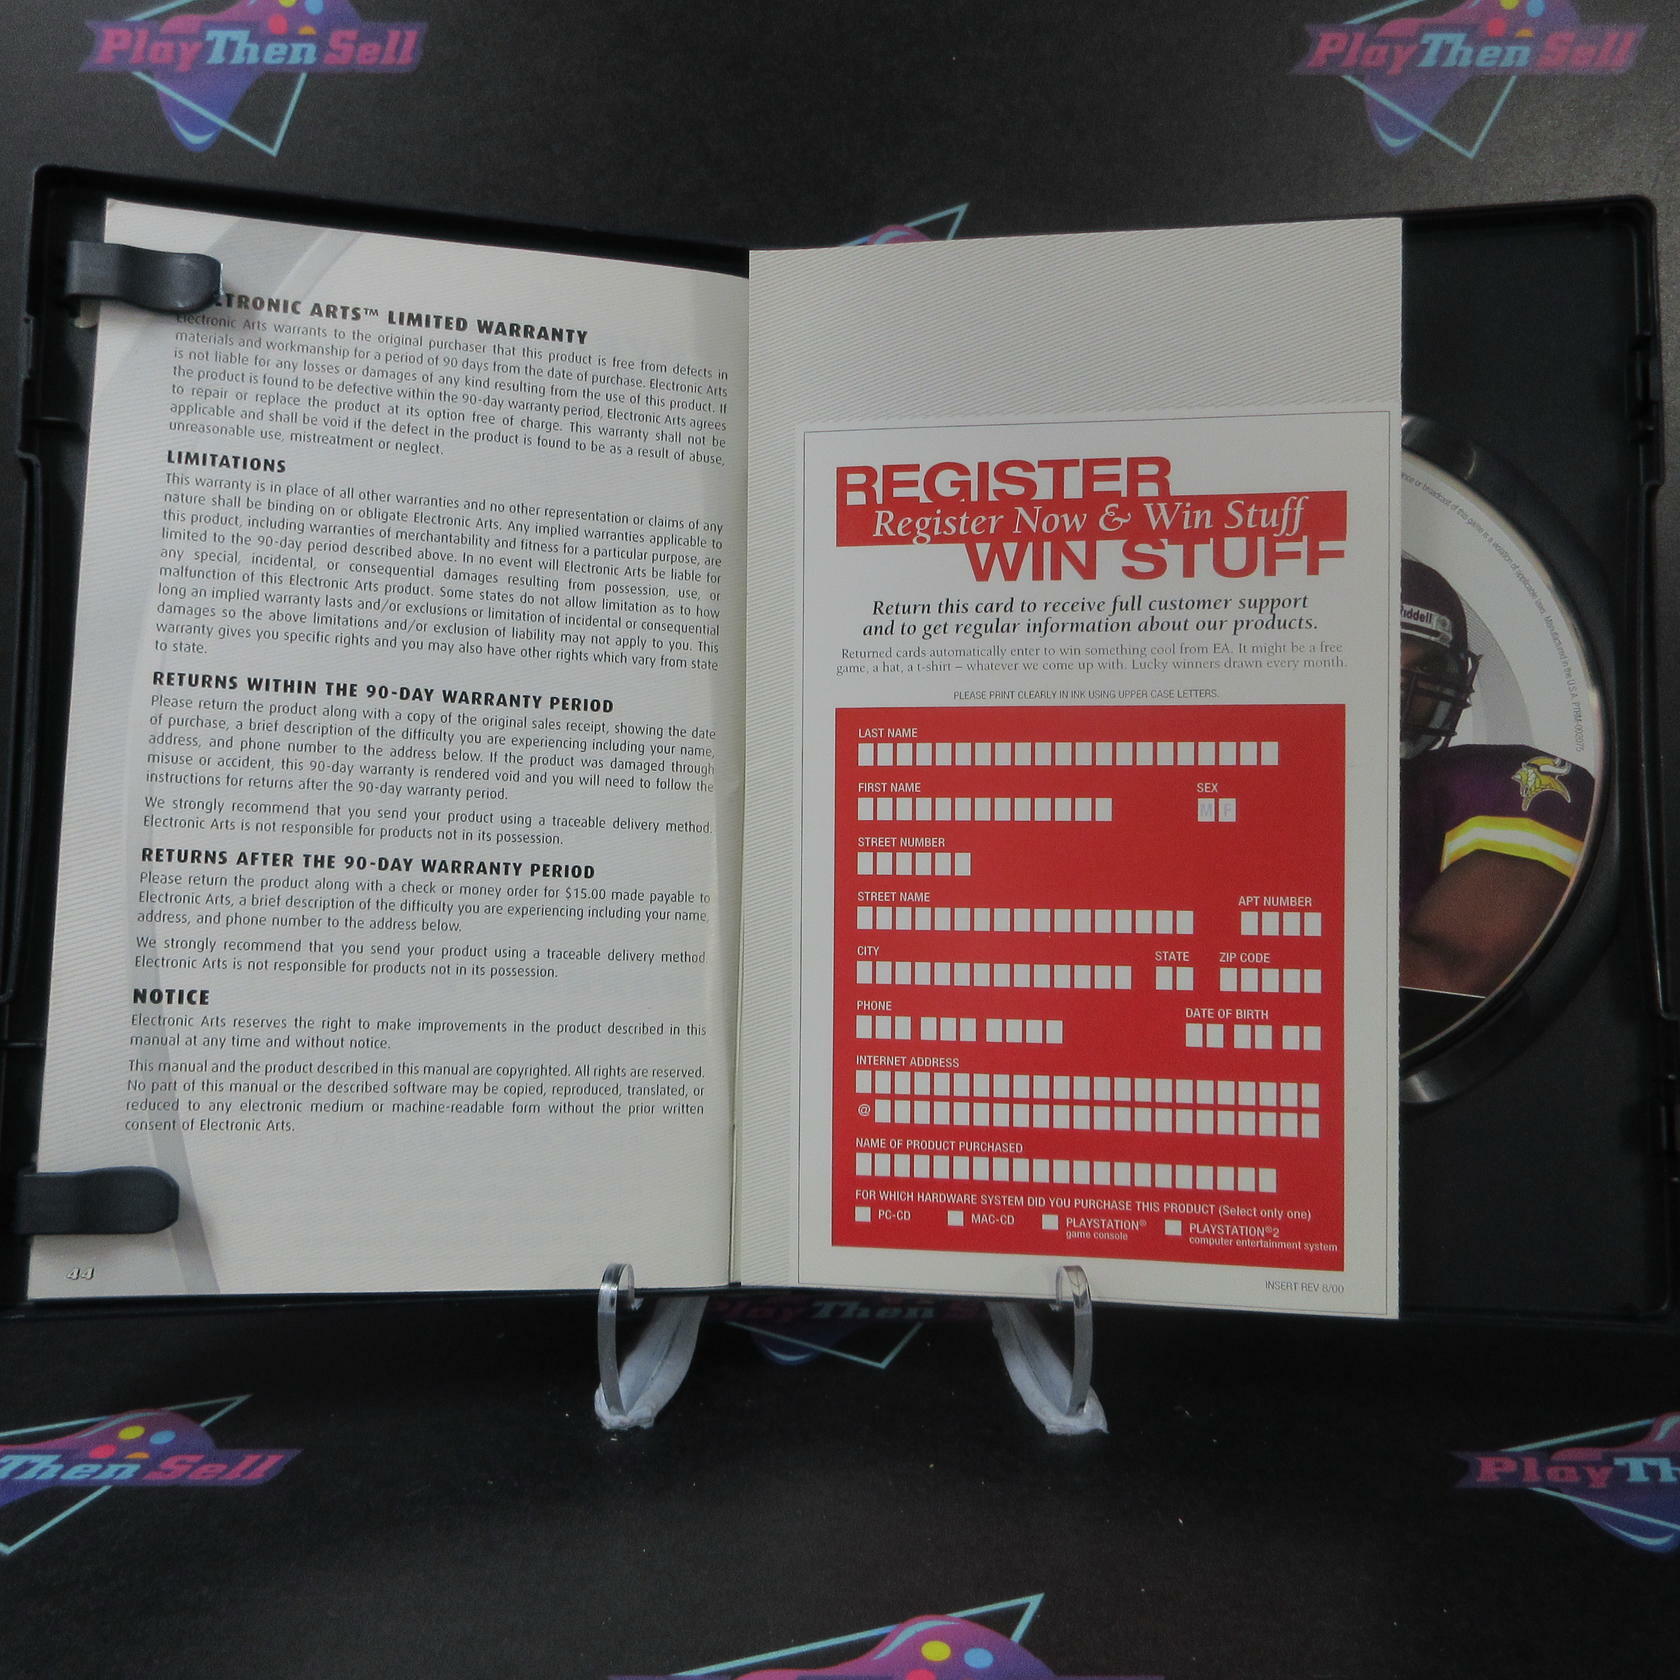 Play Then Sell
Play Then Sell
TRONIC ARTS™ LIMITED WARRANTY
Electronic Arts warrants to the original purchaser that this product is free from defects in
materials and workmanship for a period of 90 days from the date of purchase. Electronic Arts
is not liable for any losses or damages of any kind resulting from the use of this product. If
the product is found to be defective within the 90-day warranty period, Electronic Arts agrees
to repair or replace the product at its option free of charge. This warranty shall not be
applicable and shall be void if the defect in the product is found to be as a result of abuse,
unreasonable use, mistreatment or neglect.
LIMITATIONS
This warranty is in place of all other warranties and no other representation or claims of any
nature shall be binding on or obligate Electronic Arts. Any implied warranties applicable to
this product, including warranties of merchantability and fitness for a particular purpose, are
limited to the 90-day period described above. In no event will Electronic Arts be liable for
any special, incidental, or consequential damages resulting from possession, use, or
malfunction of this Electronic Arts product. Some states do not allow limitation as to how
long an implied warranty lasts and/or exclusions or limitation of incidental or consequential
damages so the above limitations and/or exclusion of liability may not apply to you. This
warranty gives you specific rights and you may also have other rights which vary from state
to state.
RETURNS WITHIN THE 90-DAY WARRANTY PERIOD
Please return the product along with a copy of the original sales receipt, showing the date
of purchase, a brief description of the difficulty you are experiencing including your name,
address, and phone number to the address below. If the product was damaged through
misuse or accident, this 90-day warranty is rendered void and you will need to follow the
instructions for returns after the 90-day warranty period.
We strongly recommend that you send your product using a traceable delivery method.
Electronic Arts is not responsible for products not in its possession.
RETURNS AFTER THE 90-DAY WARRANTY PERIOD
Please return the product along with a check or money order for $15.00 made payable to
Electronic Arts, a brief description of the difficulty you are experiencing including your name,
address, and phone number to the address below.
We strongly recommend that you send your product using a traceable delivery method.
Electronic Arts is not responsible for products not in its possession.
NOTICE
Electronic Arts reserves the right to make improvements in the product described in this
manual at any time and without notice.
This manual and the product described in this manual are copyrighted. All rights are reserved.
No part of this manual or the described software may be copied, reproduced, translated, or
reduced to any electronic medium or machine-readable form without the prior written
consent of Electronic Arts.
44
REGISTER
Register Now & Win Stuff
WIN STUFF
Return this card to receive full customer support
and to get regular information about our products.
Returned cards automatically enter to win something cool from EA. It might be a free
game, a hat, a t-shirt – whatever we come up with. Lucky winners drawn every month.
PLEASE PRINT CLEARLY IN INK USING UPPER CASE LETTERS.
LAST NAME
FIRST NAME SEX
M F
STREET NUMBER
STREET NAME APT NUMBER
CITY STATE ZIP CODE
PHONE DATE OF BIRTH
INTERNET ADDRESS
@
NAME OF PRODUCT PURCHASED
FOR WHICH HARDWARE SYSTEM DID YOU PURCHASE THIS PRODUCT (Select only one)
PC-CD MAC-CD PLAYSTATION® PLAYSTATION®2
game console computer entertainment system
INSERT REV 8/00
or broadcast of this game is a violation of applicable laws. Manufactured in the U.S.A.
Riddell
Play Then S
Then Sell
Play Th